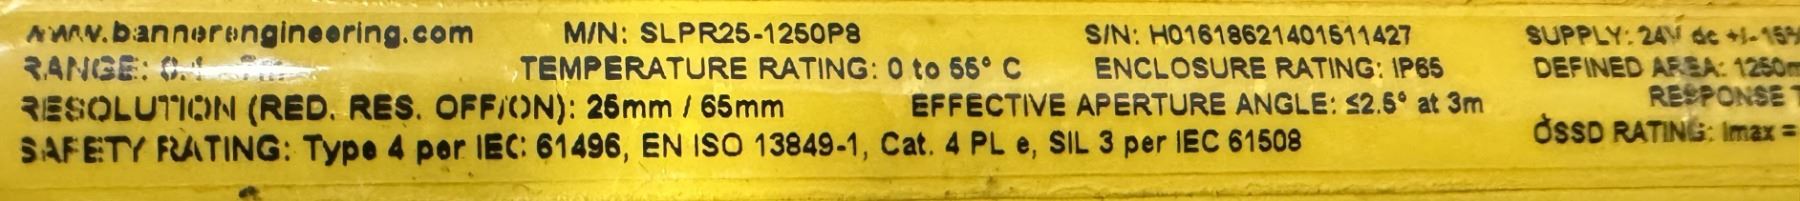 www.bannerengineering.com M/N: SLPR25-1250P8 S/N: H01618621401511427 SUPPLY: 24V dc +/- 15%
RANGE: TEMPERATURE RATING: 0 to 55° C ENCLOSURE RATING: IP65 DEFINED AREA: 1250m
RESOLUTION (RED. RES. OFF/ON): 25mm / 65mm EFFECTIVE APERTURE ANGLE: ≤2.5° at 3m RESPONSE
SAFETY RATING: Type 4 per IEC 61496, EN ISO 13849-1, Cat. 4 PL e, SIL 3 per IEC 61508 OSSD RATING: Imax =